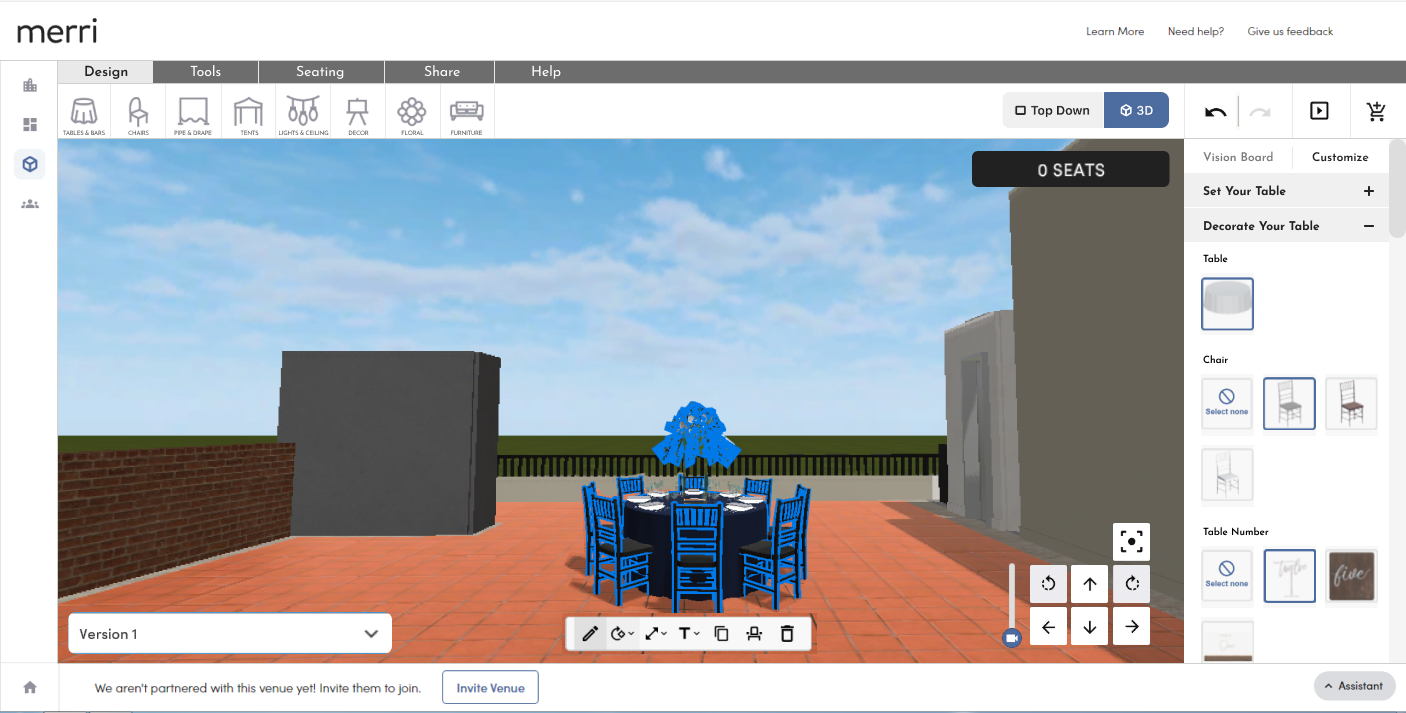 merri
Learn More
Need help?
Give us feedback
Design
Tools
Seating
Share
Help
TABLES & BARS
CHAIRS
PIPE & DRAPE
TENTS
LIGHTS & CEILING
DECOR
FLORAL
FURNITURE
Top Down
3D
0 SEATS
Vision Board
Customize
Set Your Table
Decorate Your Table
Table
Chair
Select none
Table Number
Select none
Twelve
five
One
Version 1
T
We aren't partnered with this venue yet! Invite them to join.
Invite Venue
Assistant